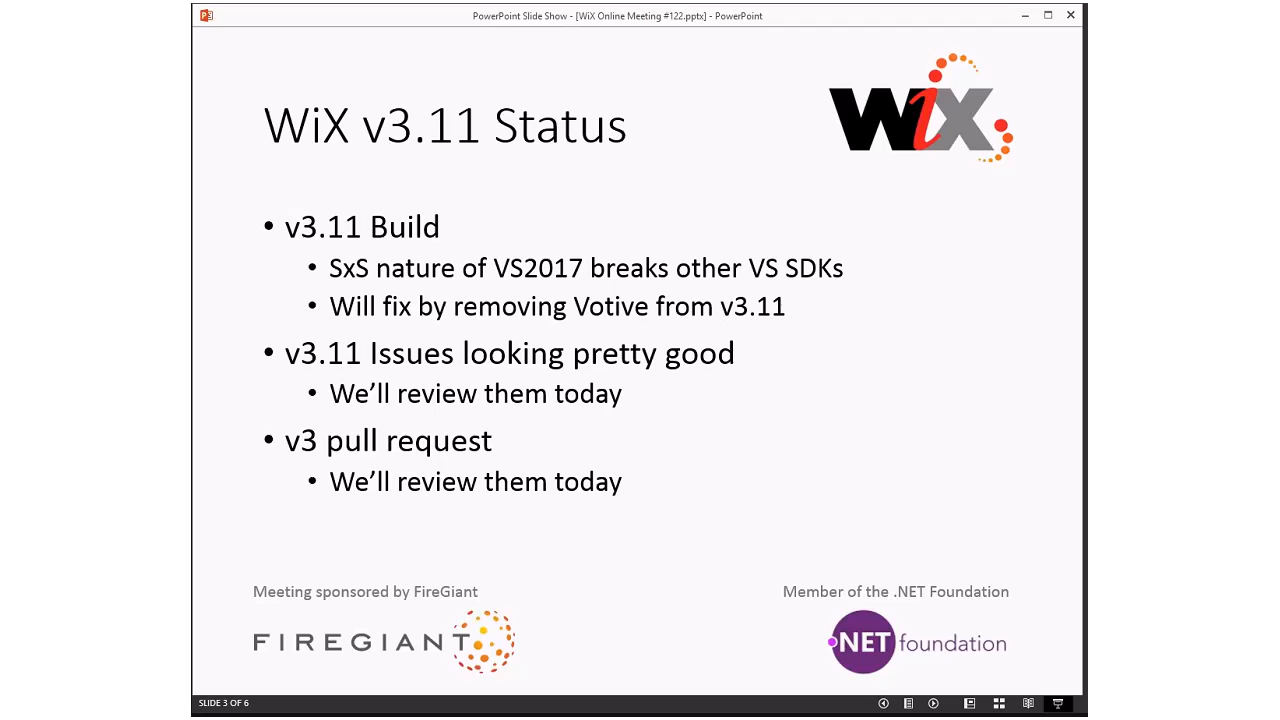 PowerPoint Slide Show - [WiX Online Meeting #122.pptx] - PowerPoint
WiX v3.11 Status
WiX
• v3.11 Build
• SxS nature of VS2017 breaks other VS SDKs
• Will fix by removing Votive from v3.11
• v3.11 Issues looking pretty good
• We’ll review them today
• v3 pull request
• We’ll review them today
Meeting sponsored by FireGiant
Member of the .NET Foundation
FIREGIANT
.NET foundation
SLIDE 3 OF 6